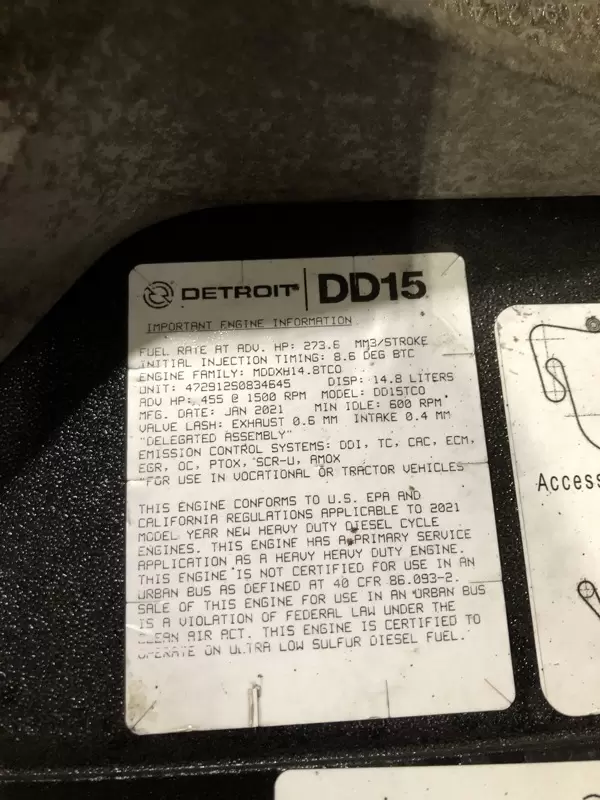 DETROIT DD15
IMPORTANT ENGINE INFORMATION
FUEL RATE AT ADV. HP: 273.6 MM3/STROKE
INITIAL INJECTION TIMING: 8.6 DEG BTC
ENGINE FAMILY: MDDXH14.8TCO
UNIT: 472912S0834645 DISP: 14.8 LITERS
ADV HP: 455 @ 1500 RPM MODEL: DD15TCO
MFG. DATE: JAN 2021 MIN IDLE: 600 RPM
VALVE LASH: EXHAUST 0.6 MM INTAKE 0.4 MM
"DELEGATED ASSEMBLY"
EMISSION CONTROL SYSTEMS: DDI, TC, CAC, ECM,
EGR, OC, PTOX, SCR-U, AMOX
"FOR USE IN VOCATIONAL OR TRACTOR VEHICLES"
THIS ENGINE CONFORMS TO U.S. EPA AND
CALIFORNIA REGULATIONS APPLICABLE TO 2021
MODEL YEAR NEW HEAVY DUTY DIESEL CYCLE
ENGINES. THIS ENGINE HAS A PRIMARY SERVICE
APPLICATION AS A HEAVY HEAVY DUTY ENGINE.
THIS ENGINE IS NOT CERTIFIED FOR USE IN AN
URBAN BUS AS DEFINED AT 40 CFR 86.093-2.
SALE OF THIS ENGINE FOR USE IN AN URBAN BUS
IS A VIOLATION OF FEDERAL LAW UNDER THE
CLEAN AIR ACT. THIS ENGINE IS CERTIFIED TO
OPERATE ON ULTRA LOW SULFUR DIESEL FUEL.
Access